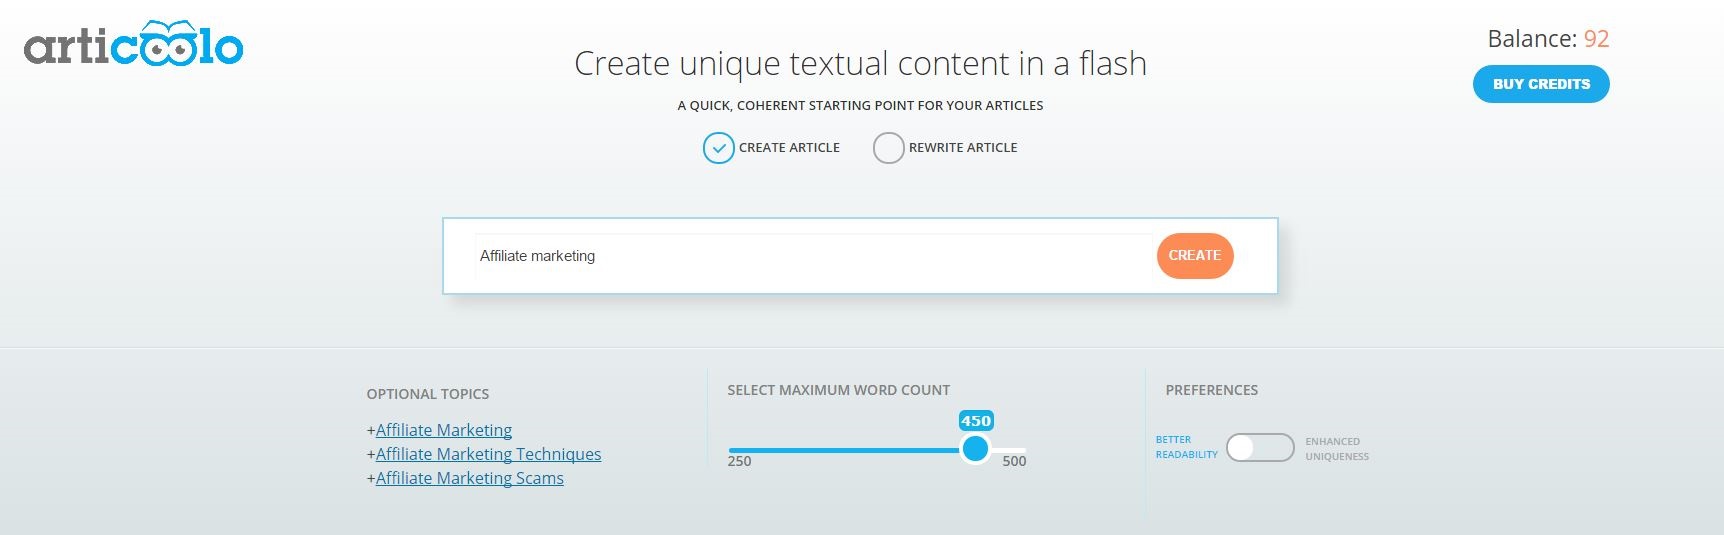 articoolo
Balance: 92
BUY CREDITS
Create unique textual content in a flash
A QUICK, COHERENT STARTING POINT FOR YOUR ARTICLES
CREATE ARTICLE
REWRITE ARTICLE
Affiliate marketing
CREATE
OPTIONAL TOPICS
+Affiliate Marketing
+Affiliate Marketing Techniques
+Affiliate Marketing Scams
SELECT MAXIMUM WORD COUNT
450
250
500
PREFERENCES
BETTER
READABILITY
ENHANCED
UNIQUENESS